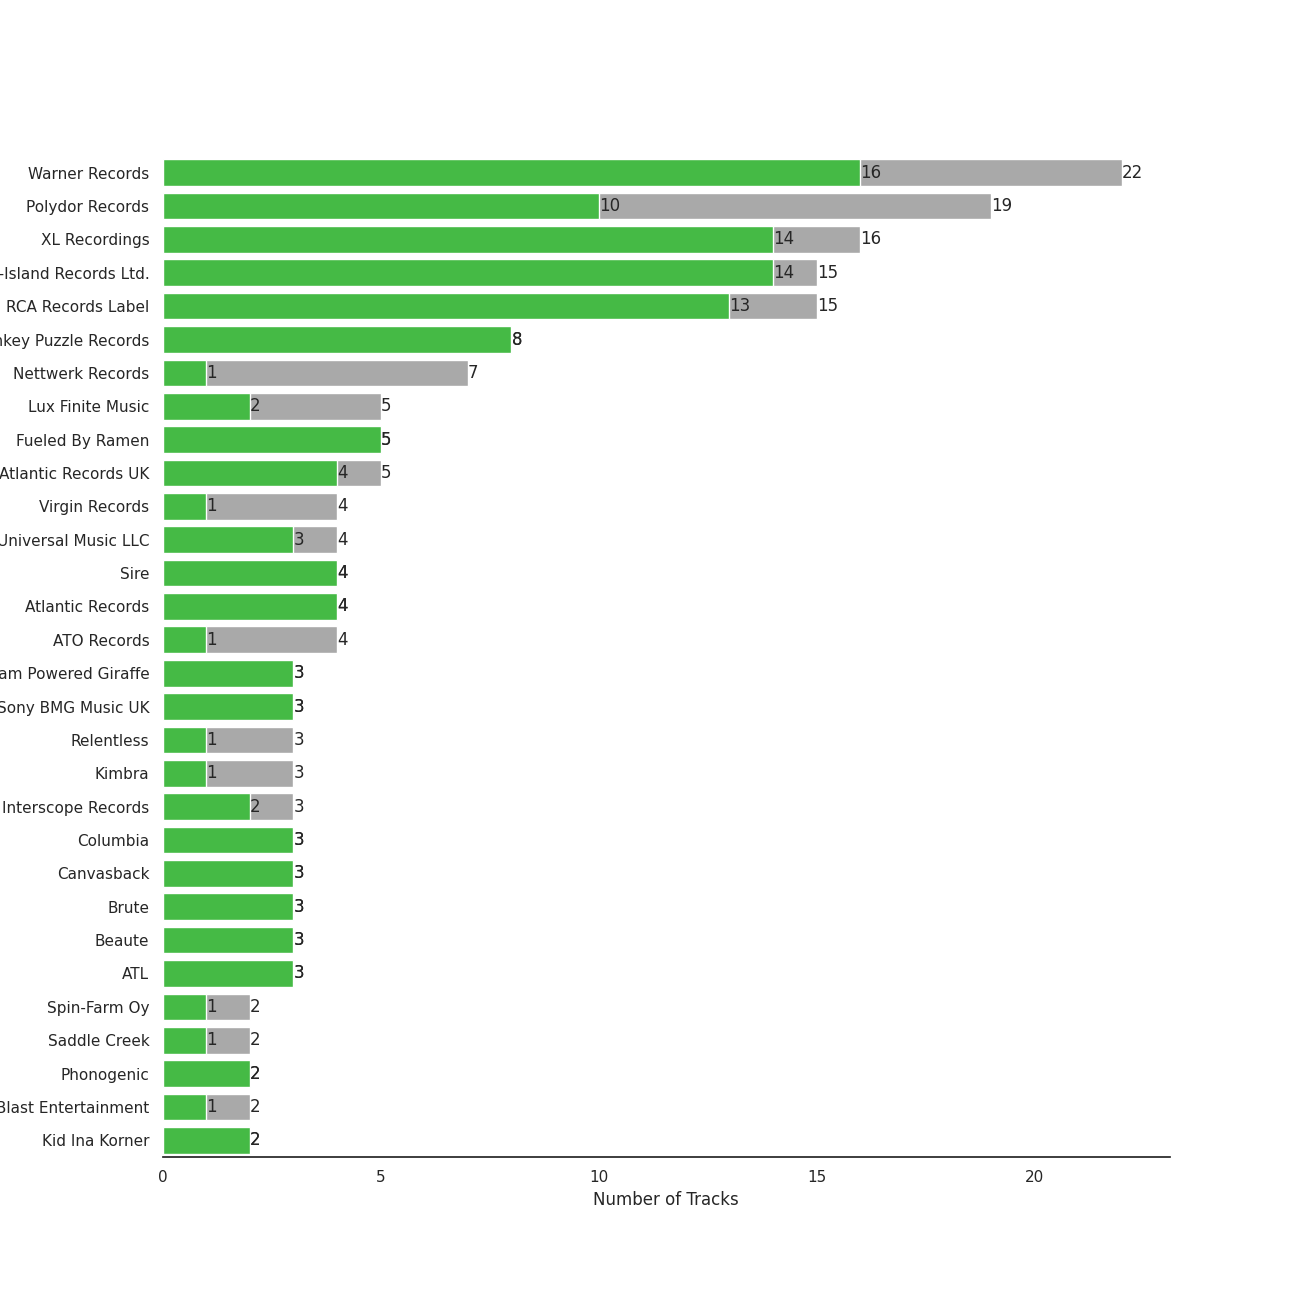 Warner Records 16 22
Polydor Records 10 19
XL Recordings 14 16
-Island Records Ltd. 14 15
RCA Records Label 13 15
key Puzzle Records 8
Nettwerk Records 1 7
Lux Finite Music 2 5
Fueled By Ramen 5
Atlantic Records UK 4 5
Virgin Records 1 4
Universal Music LLC 3 4
Sire 4
Atlantic Records 4
ATO Records 1 4
am Powered Giraffe 3
Sony BMG Music UK 3
Relentless 1 3
Kimbra 1 3
Interscope Records 2 3
Columbia 3
Canvasback 3
Brute 3
Beaute 3
ATL 3
Spin-Farm Oy 1 2
Saddle Creek 1 2
Phonogenic 2
Blast Entertainment 1 2
Kid Ina Korner 2
0 5 10 15 20
Number of Tracks